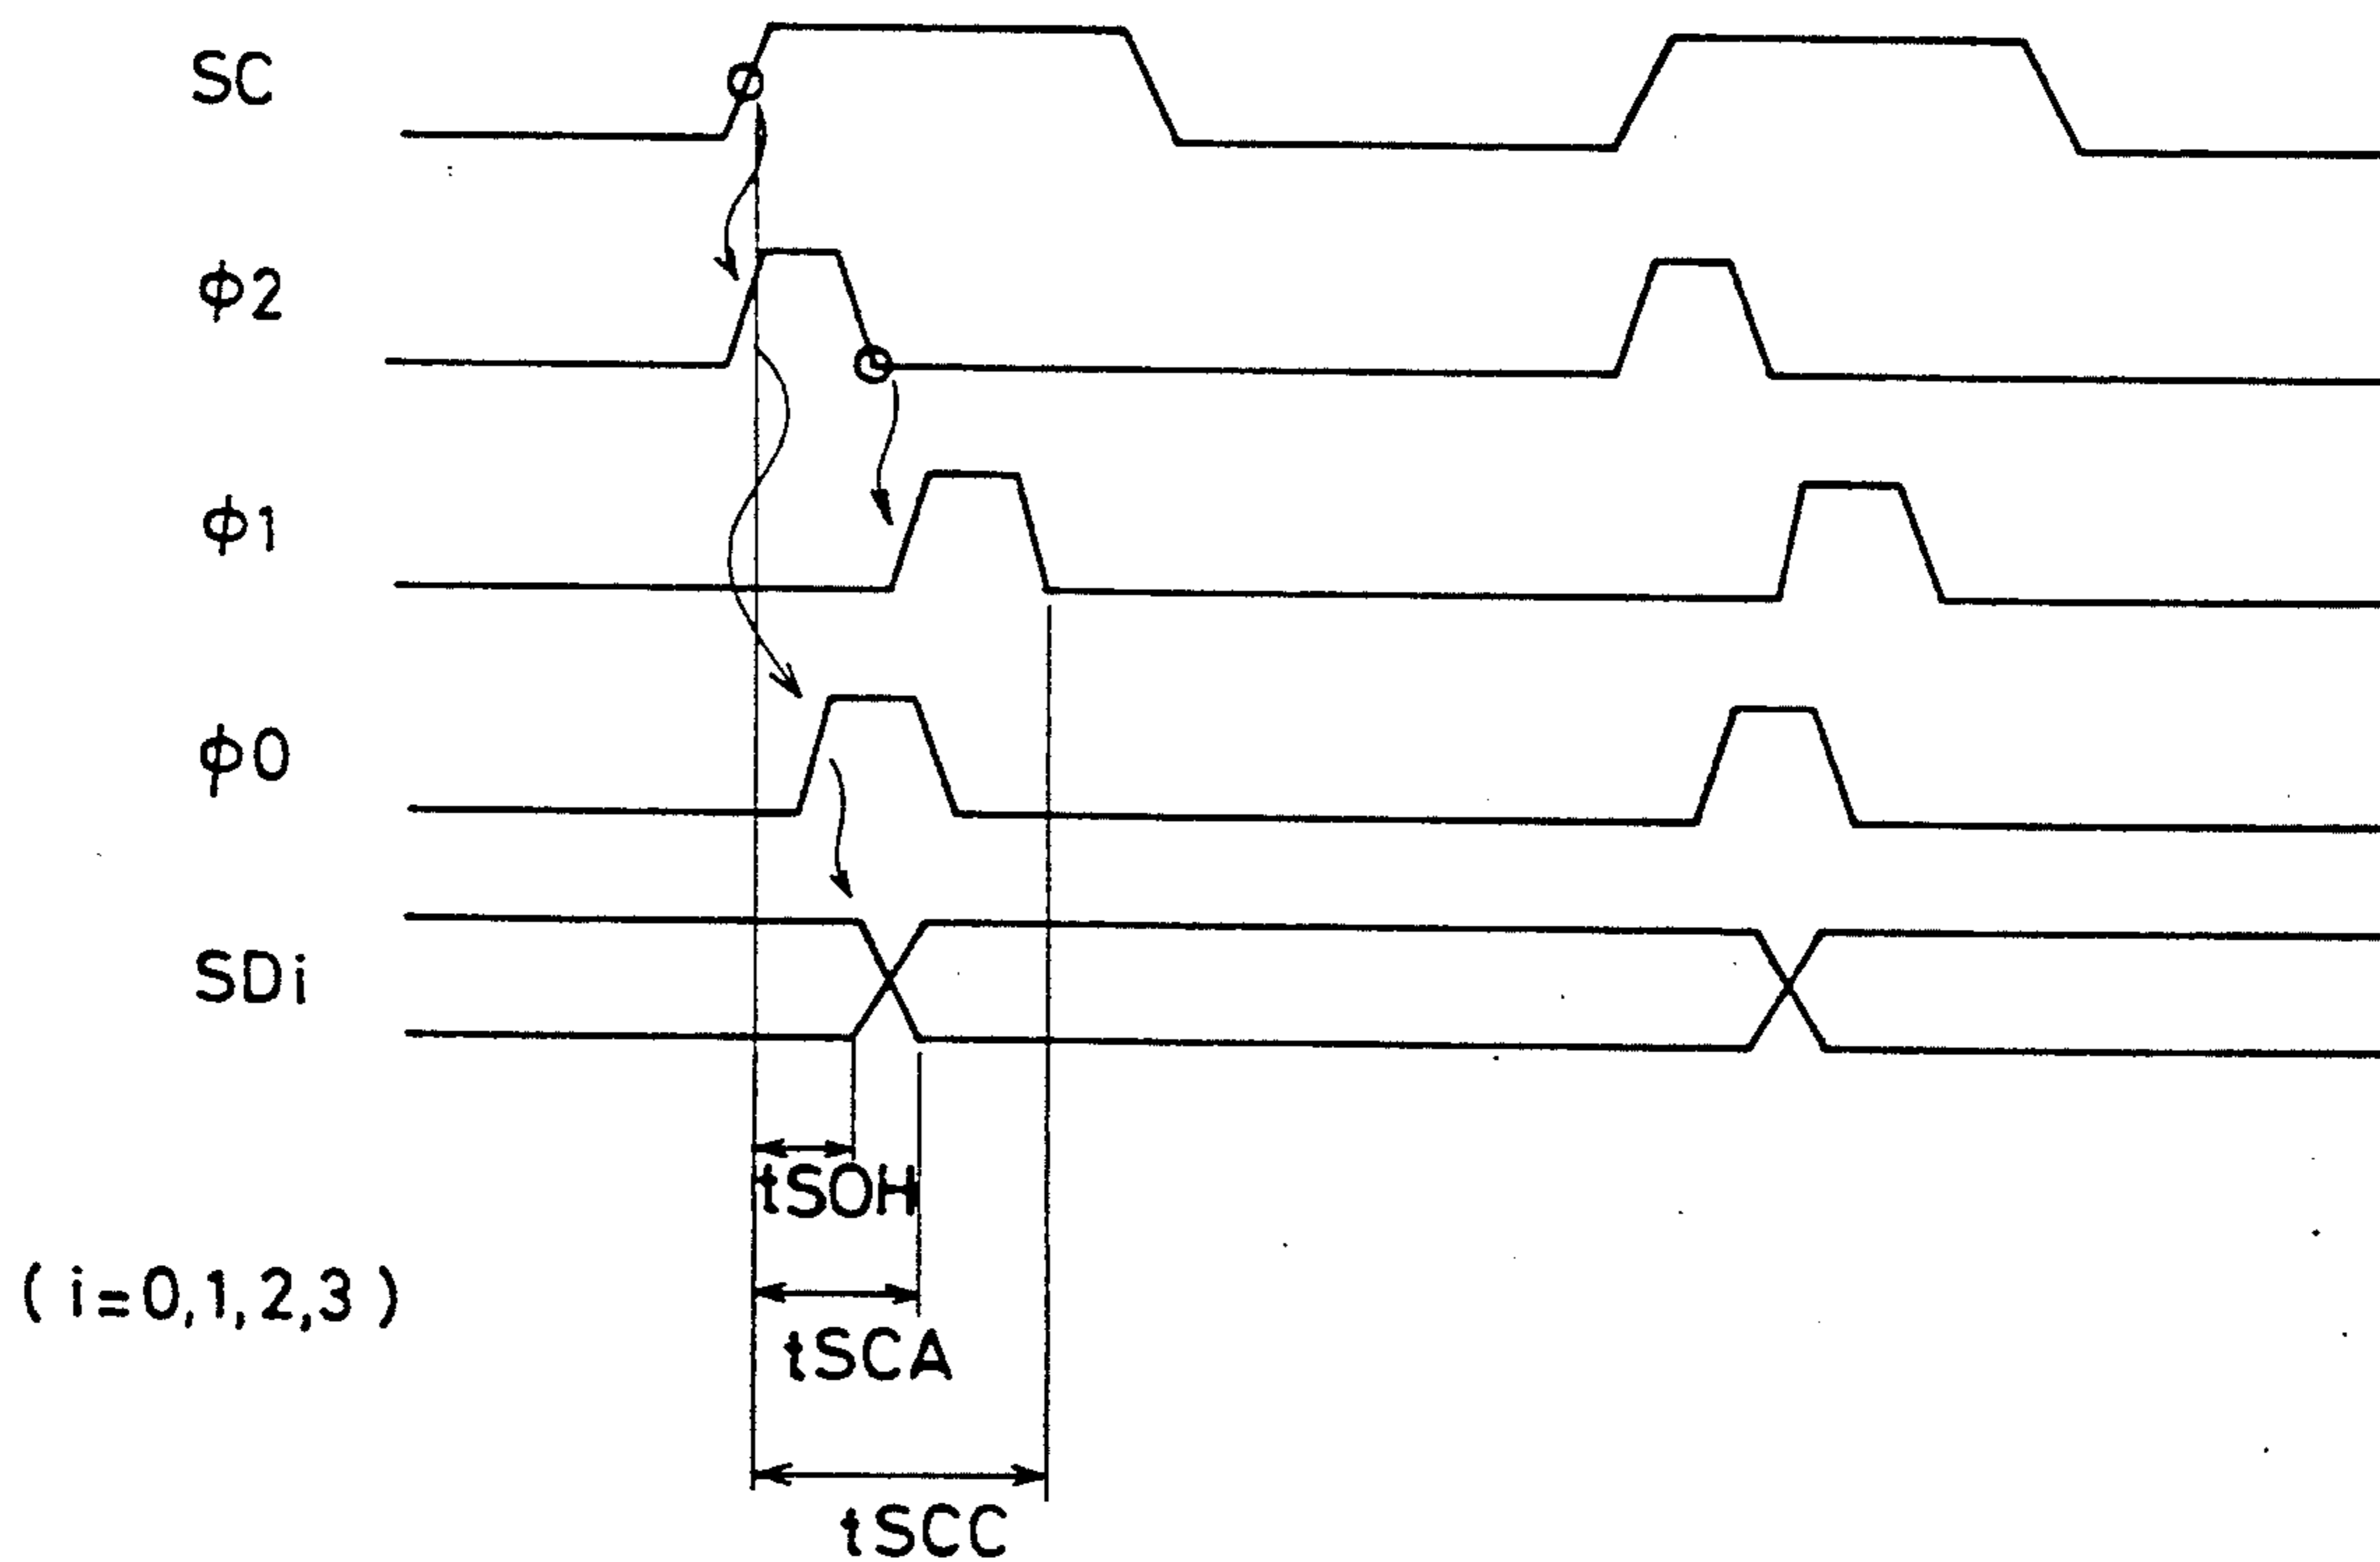 SC
ϕ2
ϕ1
ϕ0
SDi
tSOH
(i=0,1,2,3)
tSCA
tSCC